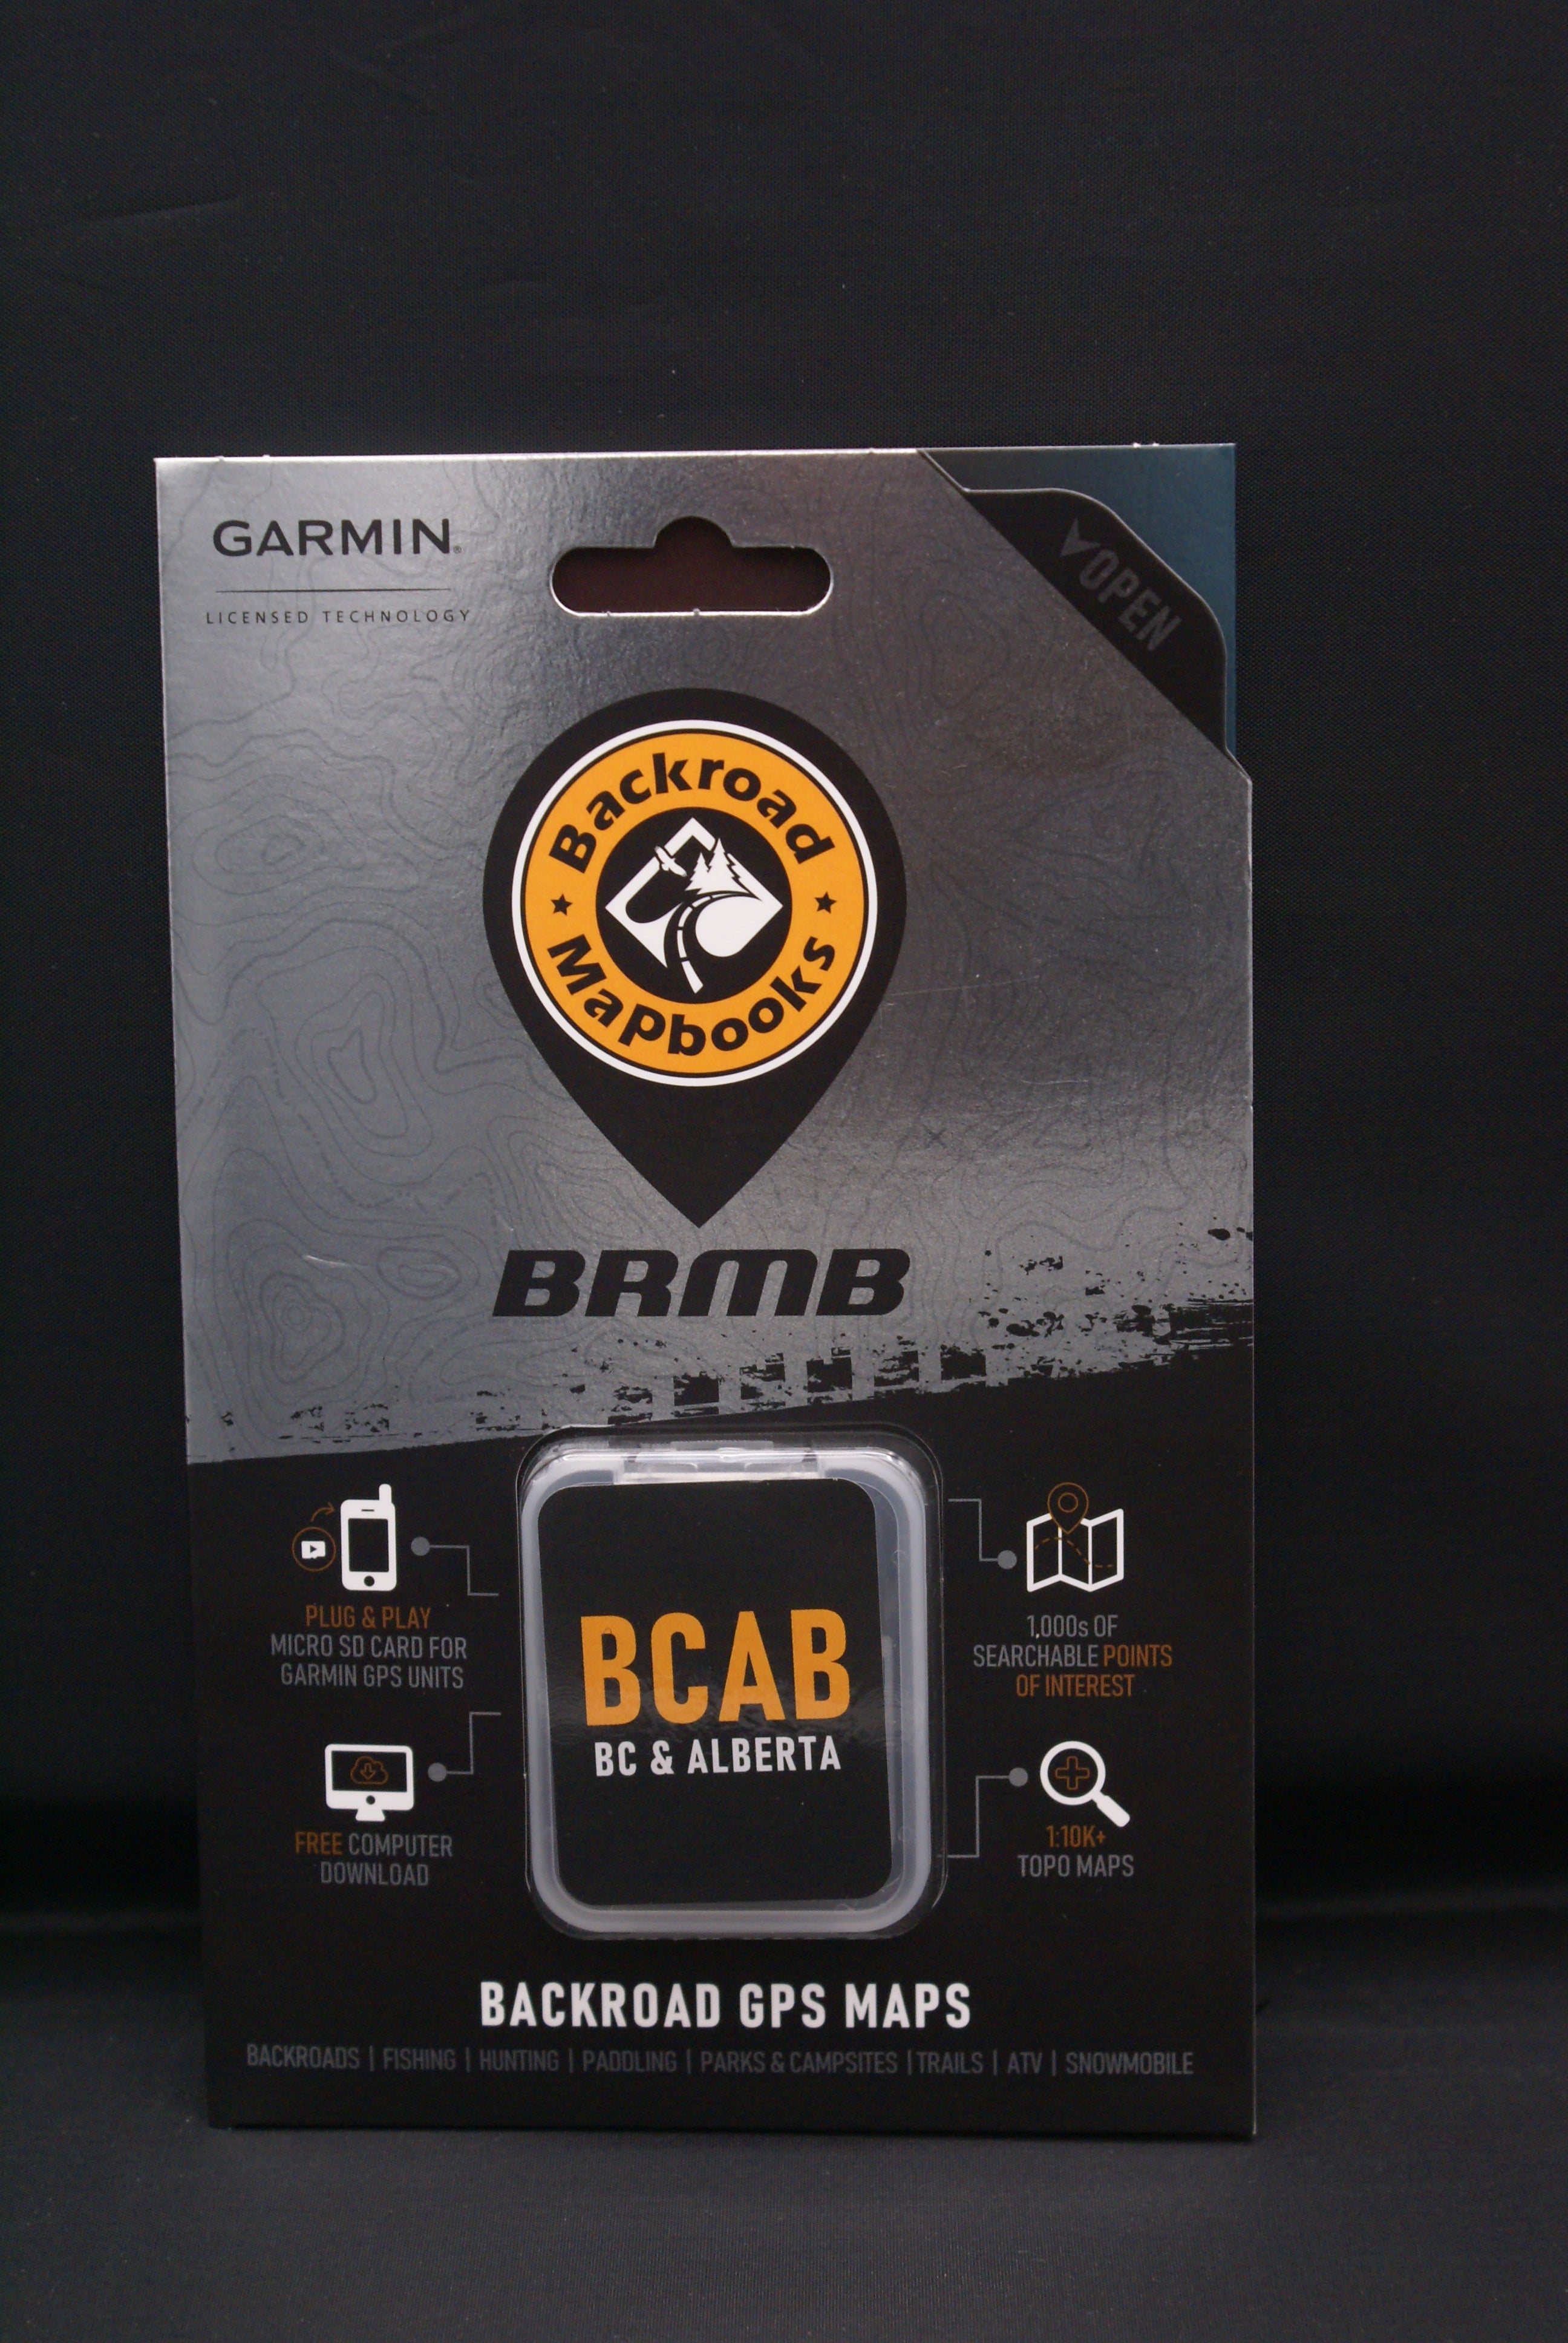 GARMIN®
LICENSED TECHNOLOGY
OPEN
Backroad
Mapbooks
BRMB
PLUG & PLAY
MICRO SD CARD FOR
GARMIN GPS UNITS
FREE COMPUTER
DOWNLOAD
BCAB
BC & ALBERTA
1,000s OF
SEARCHABLE POINTS
OF INTEREST
1:10K+
TOPO MAPS
BACKROAD GPS MAPS
BACKROADS | FISHING | HUNTING | PADDLING | PARKS & CAMPSITES | TRAILS | ATV | SNOWMOBILE